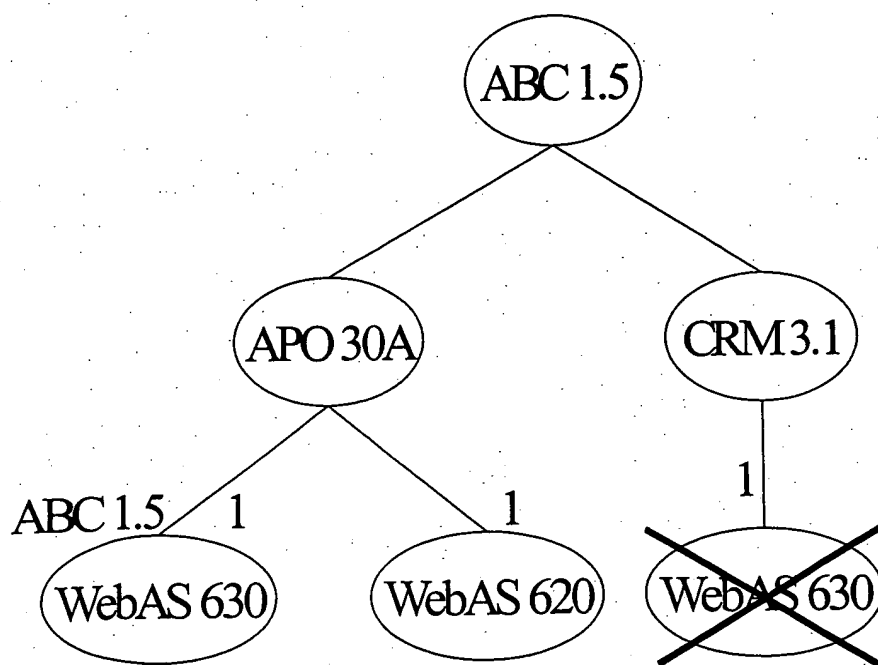 ABC 1.5
APO 30A
CRM 3.1
ABC 1.5
1
1
1
WebAS 630
WebAS 620
WebAS 630